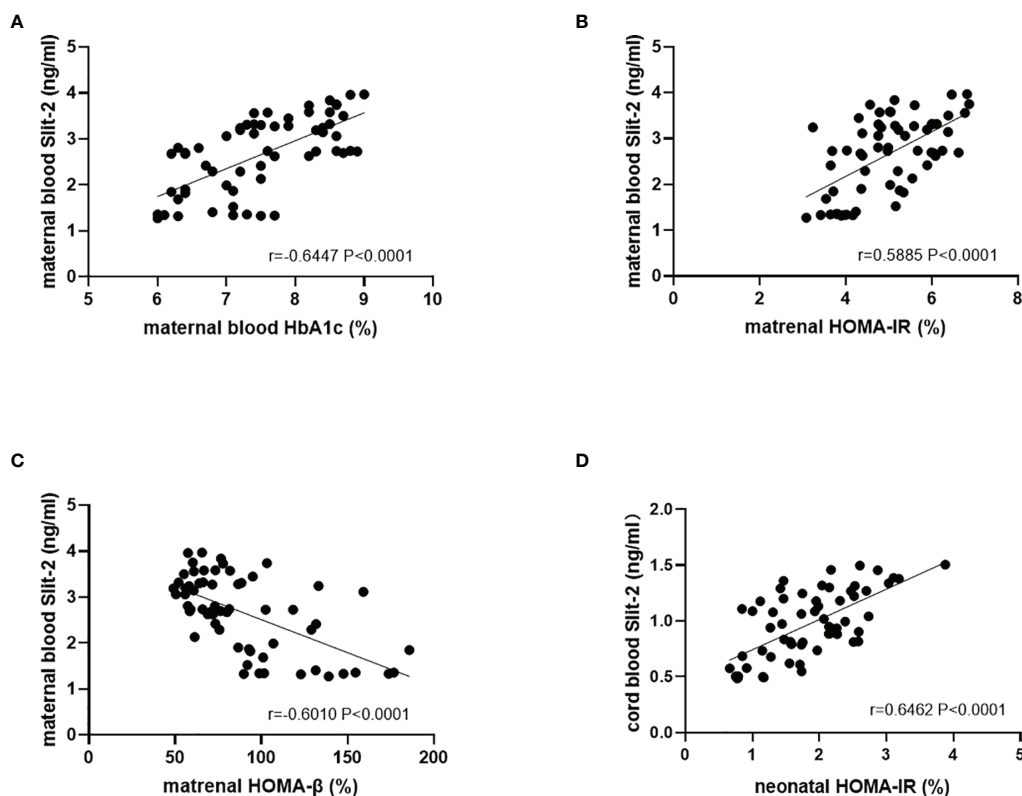 A
maternal blood Slit-2 (ng/ml)
5
4
3
2
1
0
5
6
7
8
9
10
r=-0.6447 P<0.0001
maternal blood HbA1c (%)
B
maternal blood Slit-2 (ng/ml)
5
4
3
2
1
0
0
2
4
6
8
r=0.5885 P<0.0001
matrenal HOMA-IR (%)
C
maternal blood Slit-2 (ng/ml)
5
4
3
2
1
0
0
50
100
150
200
r=-0.6010 P<0.0001
matrenal HOMA-β (%)
D
cord blood Slit-2 (ng/ml）
2.0
1.5
1.0
0.5
0.0
0
1
2
3
4
5
r=0.6462 P<0.0001
neonatal HOMA-IR (%)